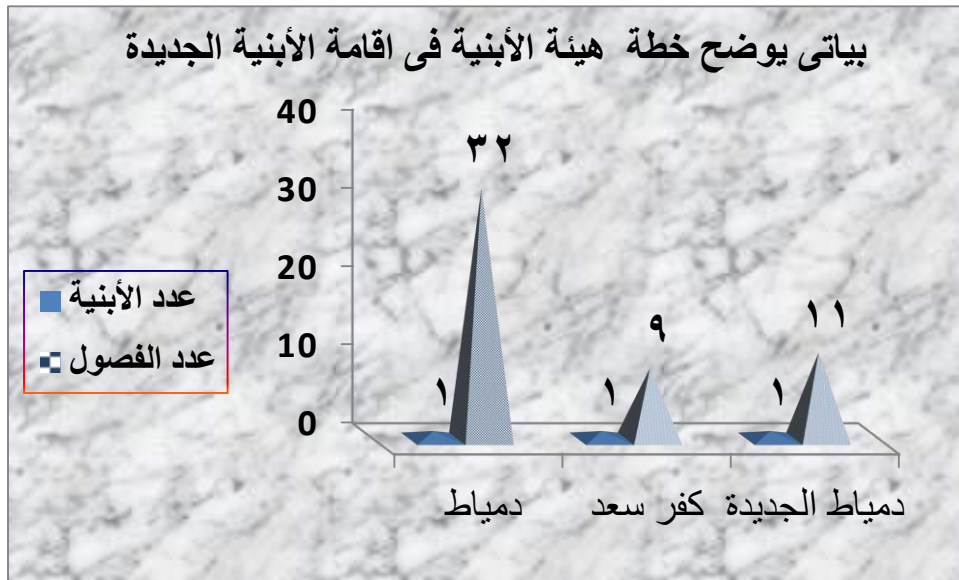 بياتى يوضح خطة هيئة الأبنية فى اقامة الأبنية الجديدة
40
30
20
10
0
٣٢
١
٩
١
١١
١
عدد الأبنية
عدد الفصول
دمياط
كفر سعد
دمياط الجديدة